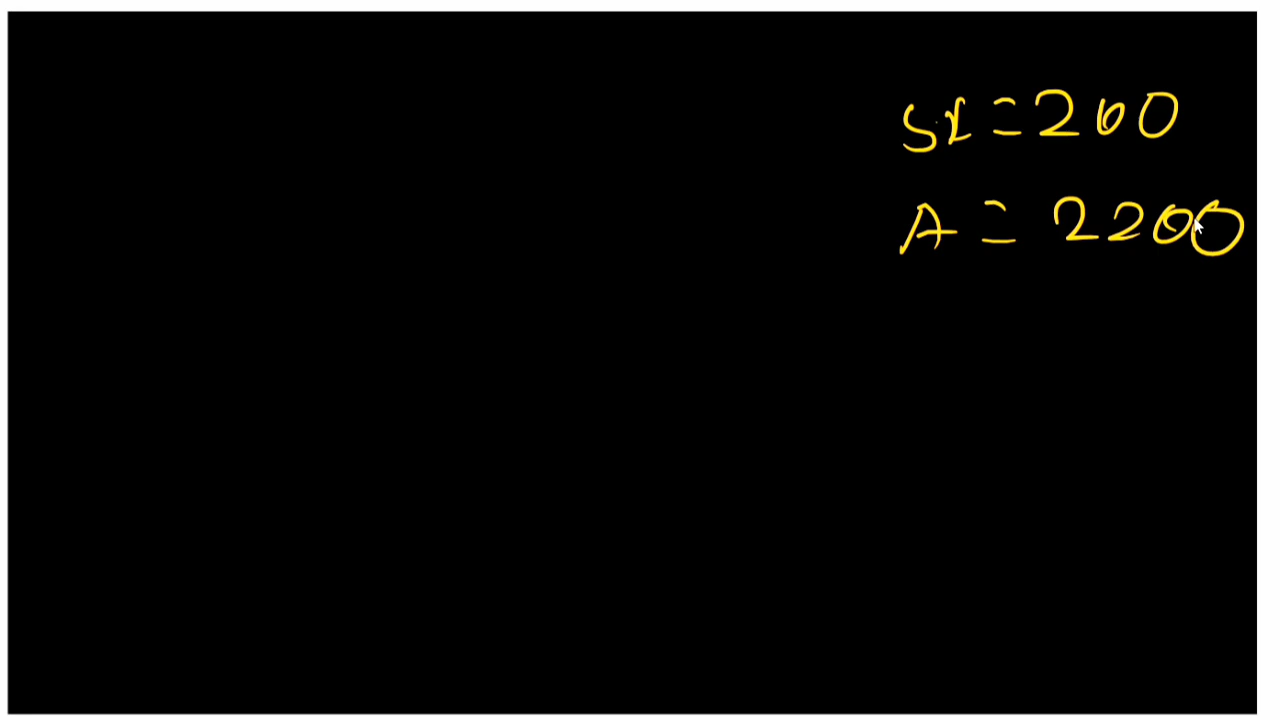 SI = 200
A = 2200